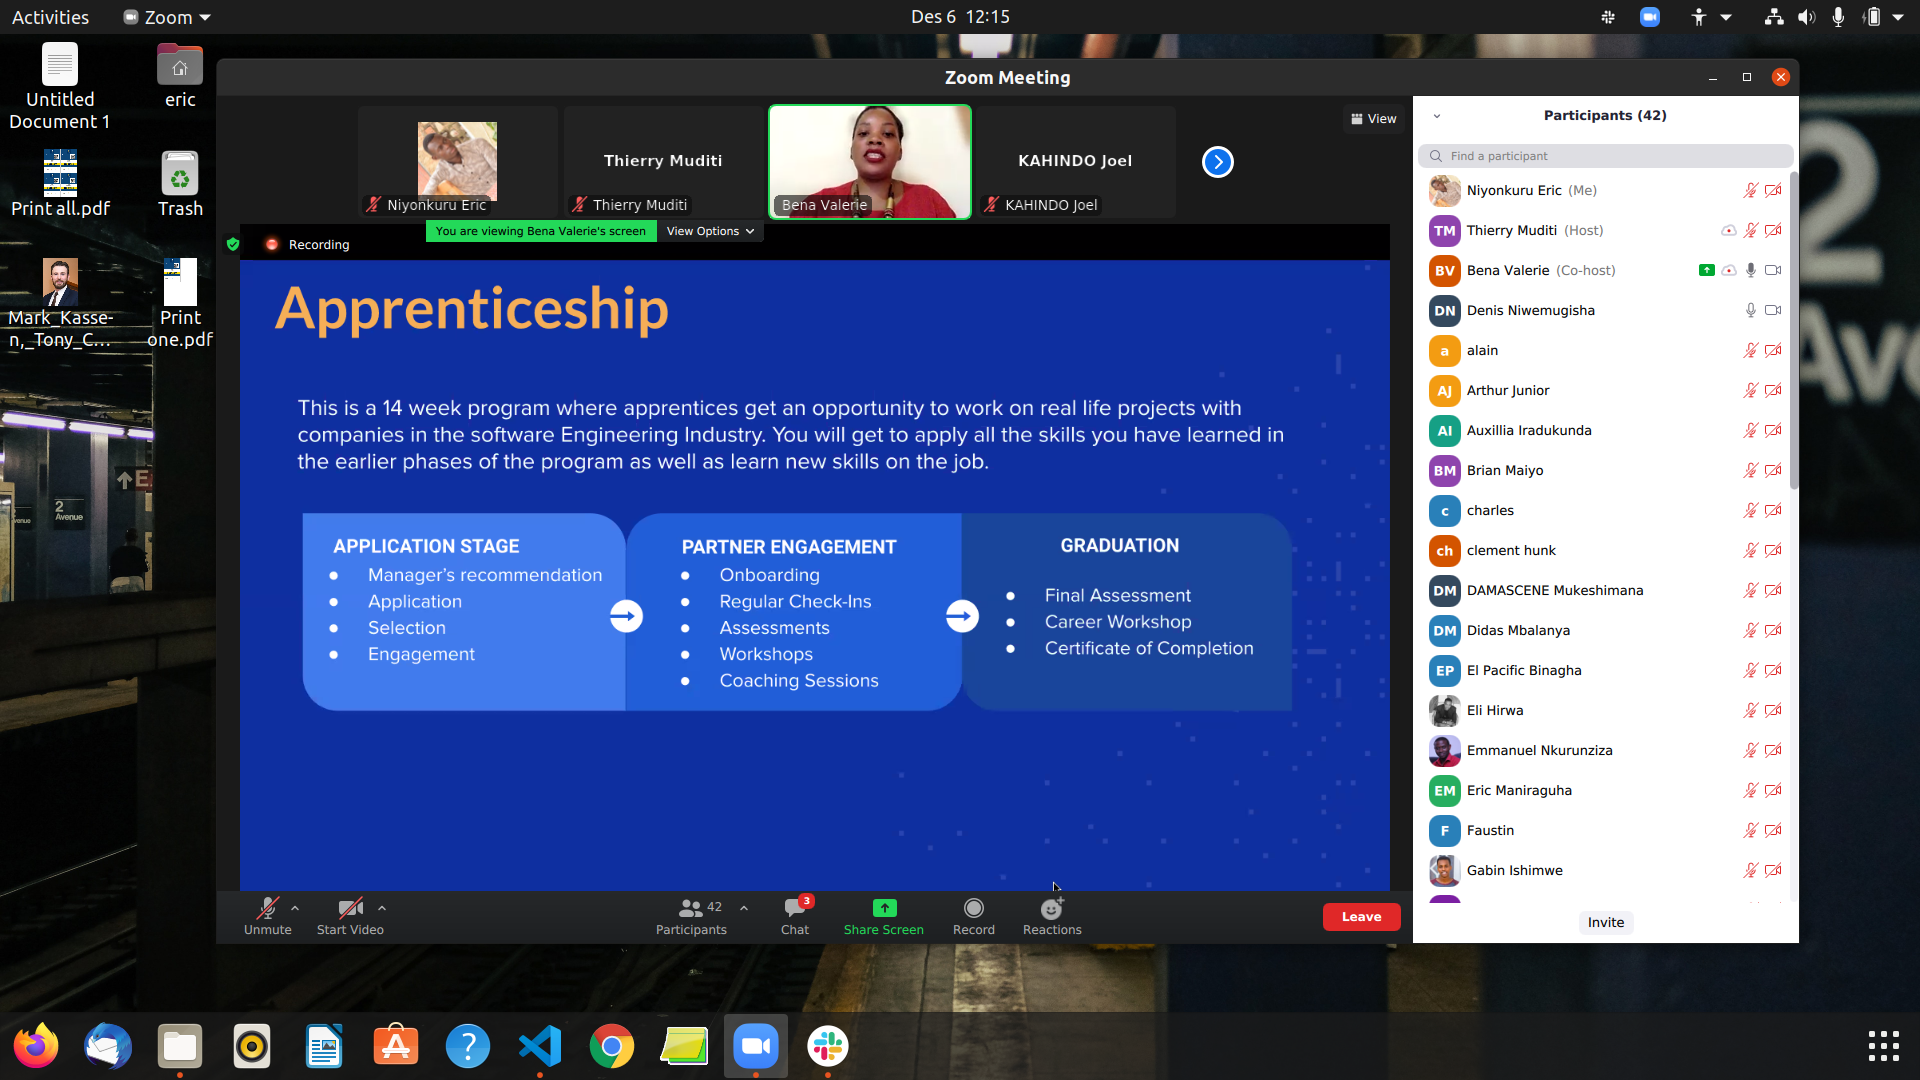 Activities
Zoom
Des 6 12:15
Untitled
Document 1
eric
Print all.pdf
Trash
Mark_Kasse-
n,_Tony_C...
Print
one.pdf
2
Avenue
Zoom Meeting
Niyonkuru Eric
Thierry Muditi
Thierry Muditi
Bena Valerie
KAHINDO Joel
KAHINDO Joel
View
You are viewing Bena Valerie's screen
View Options
Recording
Apprenticeship
This is a 14 week program where apprentices get an opportunity to work on real life projects with
companies in the software Engineering Industry. You will get to apply all the skills you have learned in
the earlier phases of the program as well as learn new skills on the job.
APPLICATION STAGE
● Manager's recommendation
● Application
● Selection
● Engagement
PARTNER ENGAGEMENT
● Onboarding
● Regular Check-Ins
● Assessments
● Workshops
● Coaching Sessions
GRADUATION
● Final Assessment
● Career Workshop
● Certificate of Completion
Unmute
Start Video
42
Participants
3
Chat
Share Screen
Record
Reactions
Leave
Participants (42)
Find a participant
Niyonkuru Eric (Me)
TM Thierry Muditi (Host)
BV Bena Valerie (Co-host)
DN Denis Niwemugisha
a alain
AJ Arthur Junior
AI Auxillia Iradukunda
BM Brian Maiyo
c charles
ch clement hunk
DM DAMASCENE Mukeshimana
DM Didas Mbalanya
EP El Pacific Binagha
Eli Hirwa
Emmanuel Nkurunziza
EM Eric Maniraguha
F Faustin
Gabin Ishimwe
Invite
2
Ave